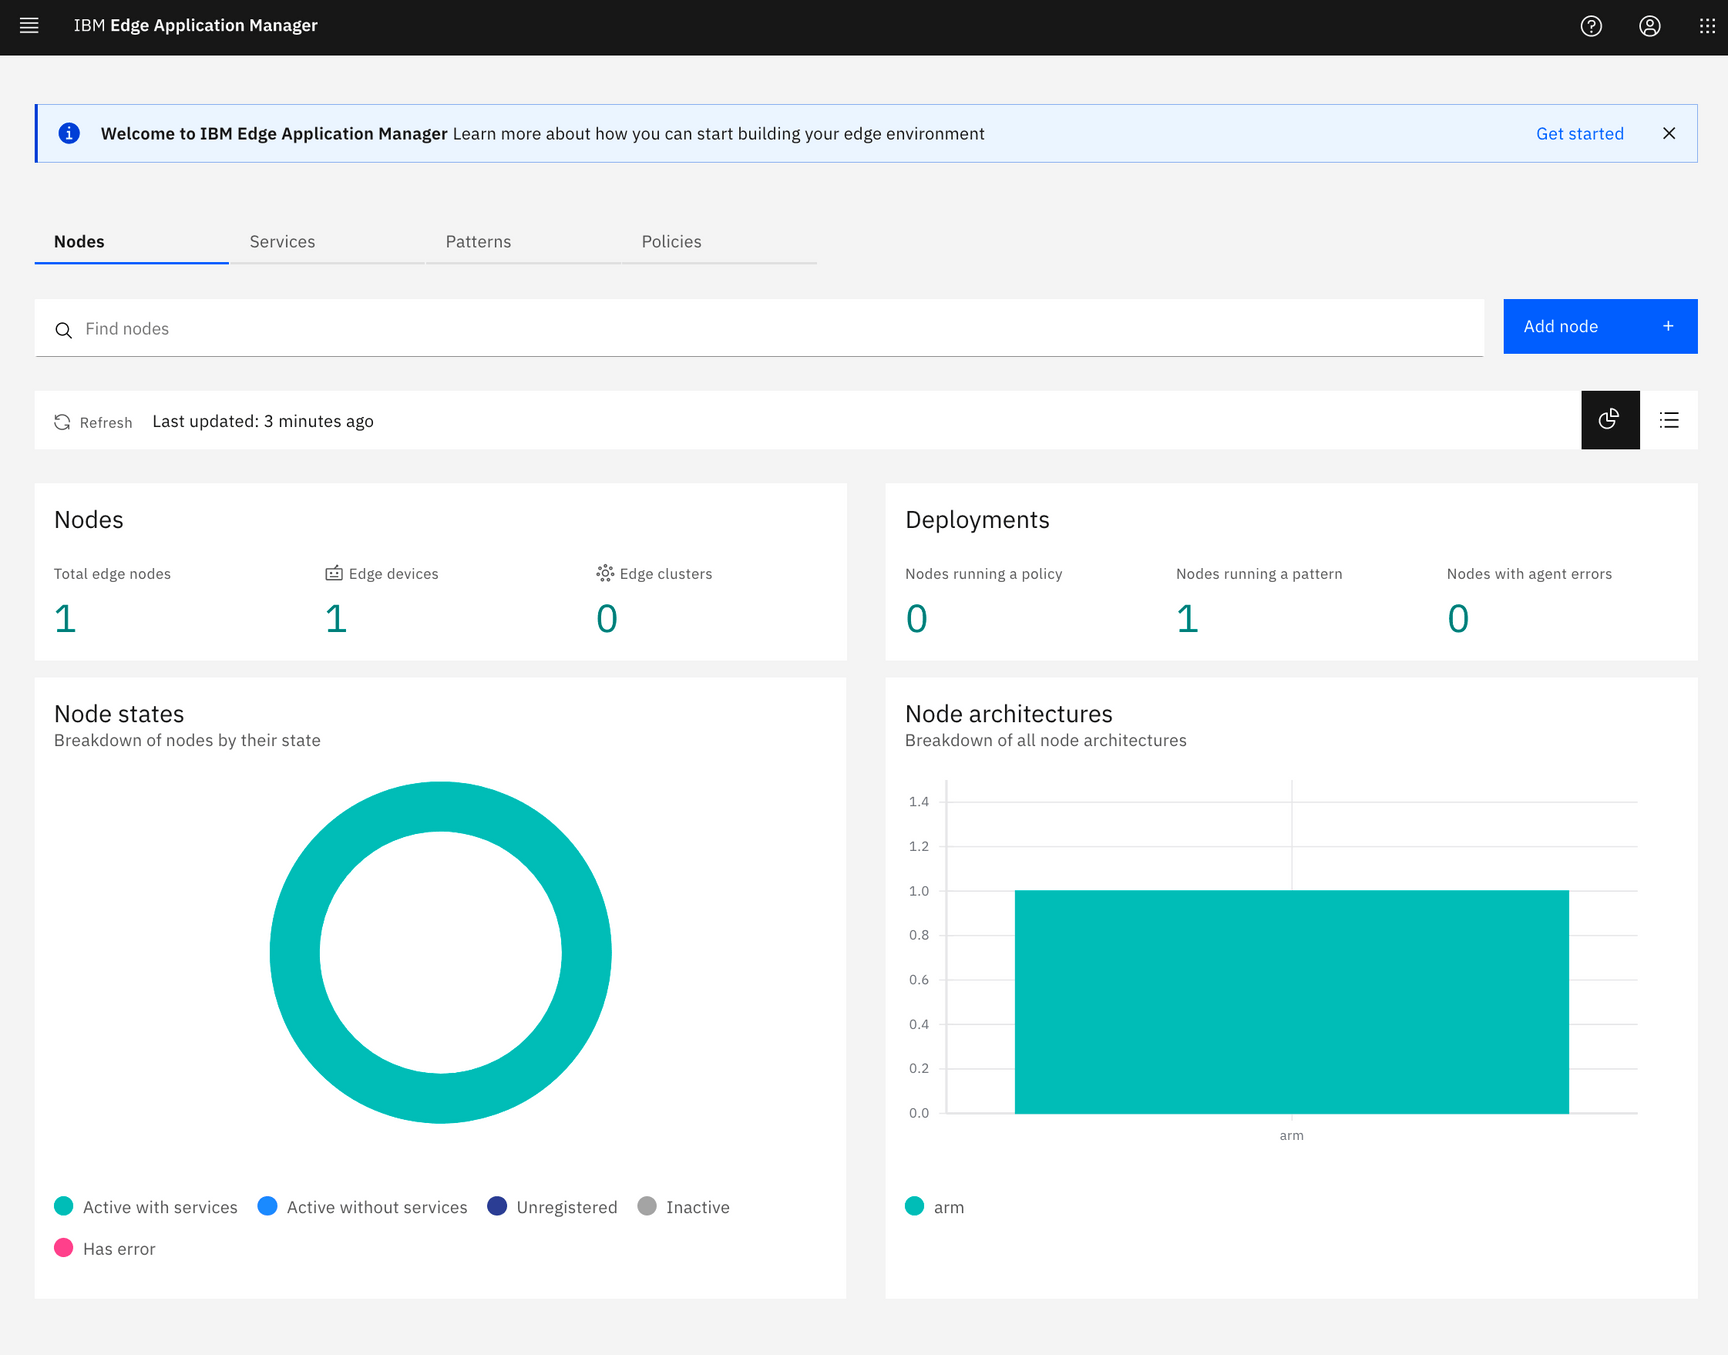 IBM Edge Application Manager
Welcome to IBM Edge Application Manager Learn more about how you can start building your edge environment
Get started
Nodes
Services
Patterns
Policies
Find nodes
Add node +
Refresh
Last updated: 3 minutes ago
Nodes
Total edge nodes
1
Edge devices
1
Edge clusters
0
Deployments
Nodes running a policy
0
Nodes running a pattern
1
Nodes with agent errors
0
Node states
Breakdown of nodes by their state
Active with services
Active without services
Unregistered
Inactive
Has error
Node architectures
Breakdown of all node architectures
1.4
1.2
1.0
0.8
0.6
0.4
0.2
0.0
arm
arm